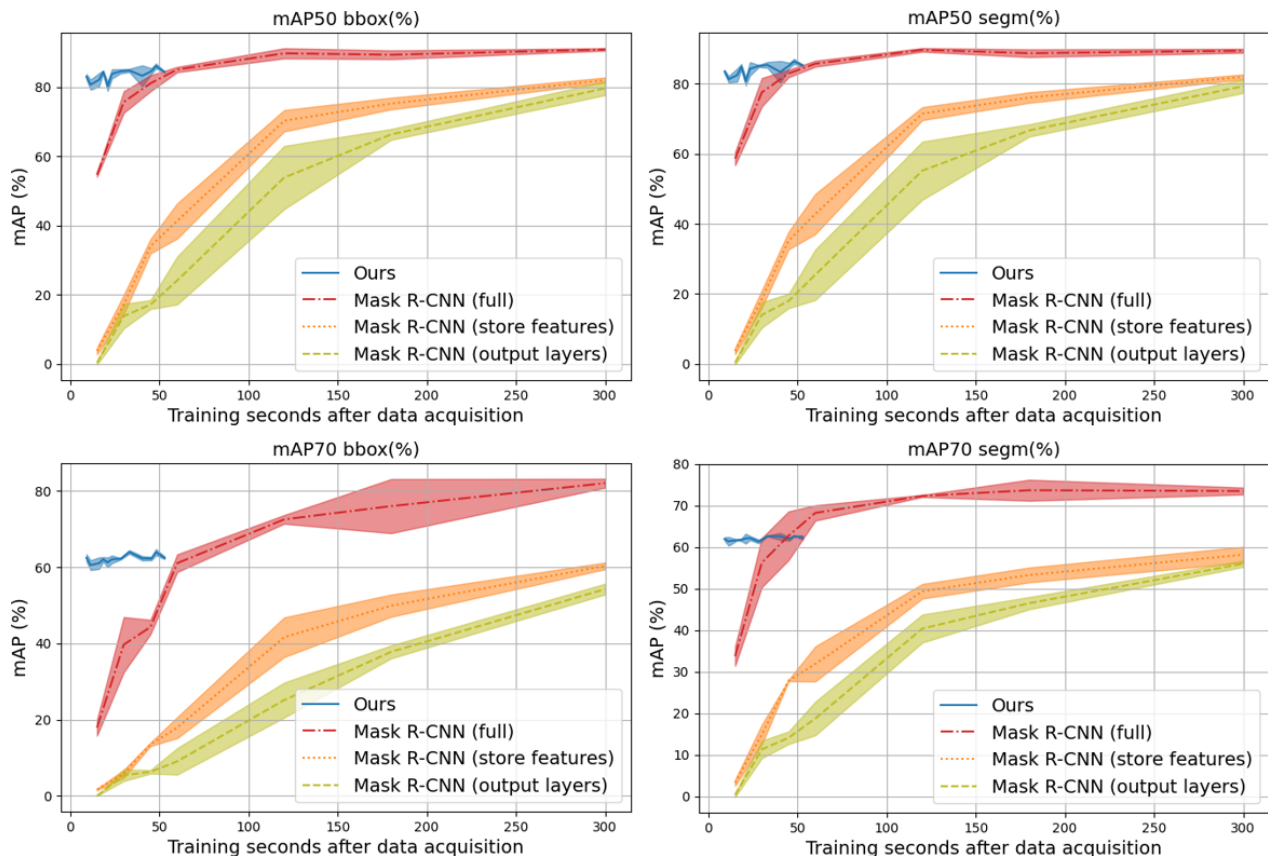 mAP50 bbox(%)
mAP (%)
80
60
40
20
0
Ours
Mask R-CNN (full)
Mask R-CNN (store features)
Mask R-CNN (output layers)
0 50 100 150 200 250 300
Training seconds after data acquisition
mAP50 segm(%)
mAP (%)
80
60
40
20
0
Ours
Mask R-CNN (full)
Mask R-CNN (store features)
Mask R-CNN (output layers)
0 50 100 150 200 250 300
Training seconds after data acquisition
mAP70 bbox(%)
mAP (%)
80
60
40
20
0
Ours
Mask R-CNN (full)
Mask R-CNN (store features)
Mask R-CNN (output layers)
0 50 100 150 200 250 300
Training seconds after data acquisition
mAP70 segm(%)
mAP (%)
80
70
60
50
40
30
20
10
0
Ours
Mask R-CNN (full)
Mask R-CNN (store features)
Mask R-CNN (output layers)
0 50 100 150 200 250 300
Training seconds after data acquisition